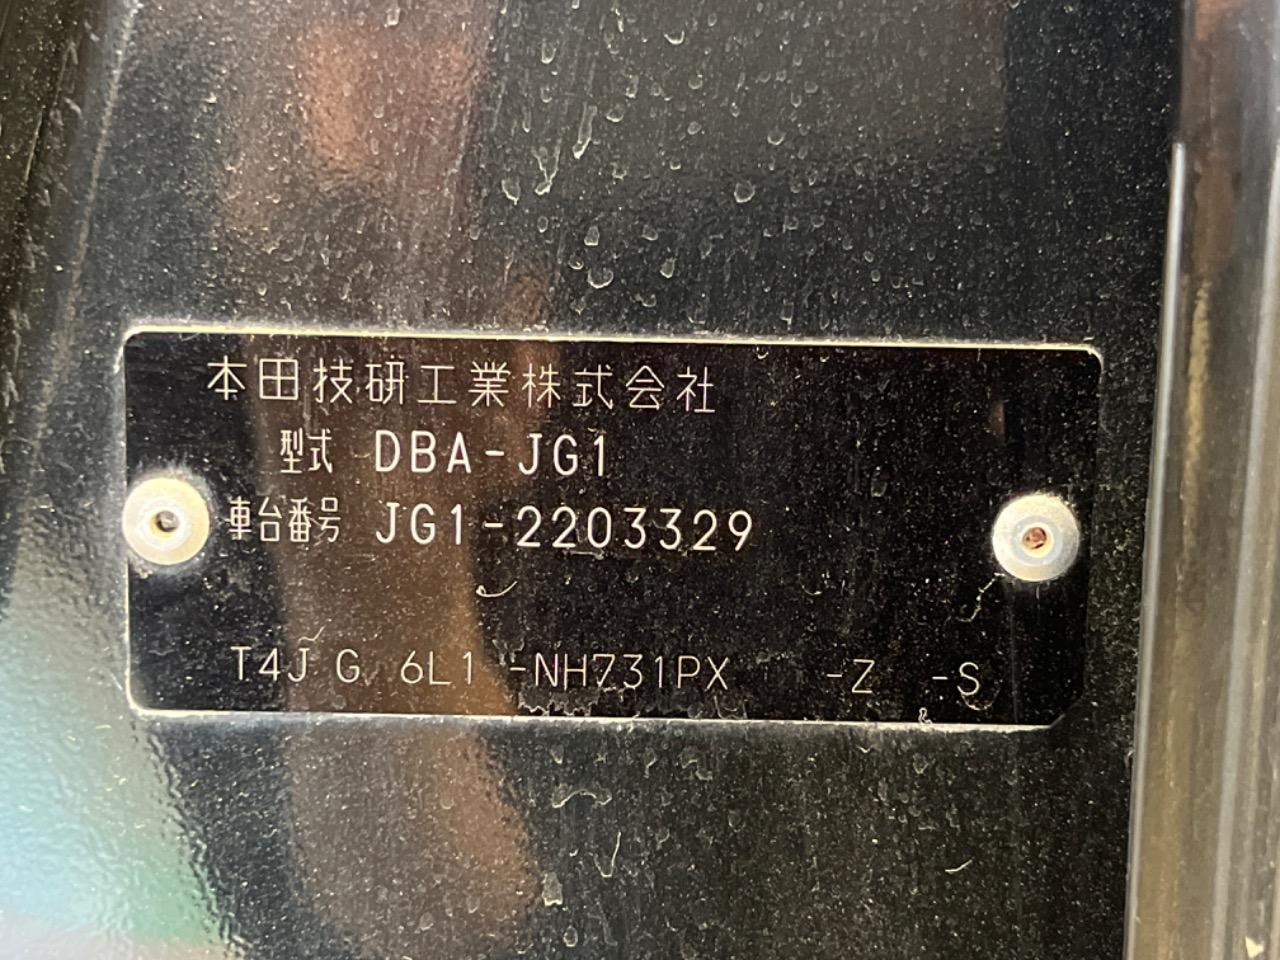 本田技研工業株式会社
型式 DBA-JG1
車台番号 JG1-2203329
T4J G 6L1 -NH731PX -Z -S